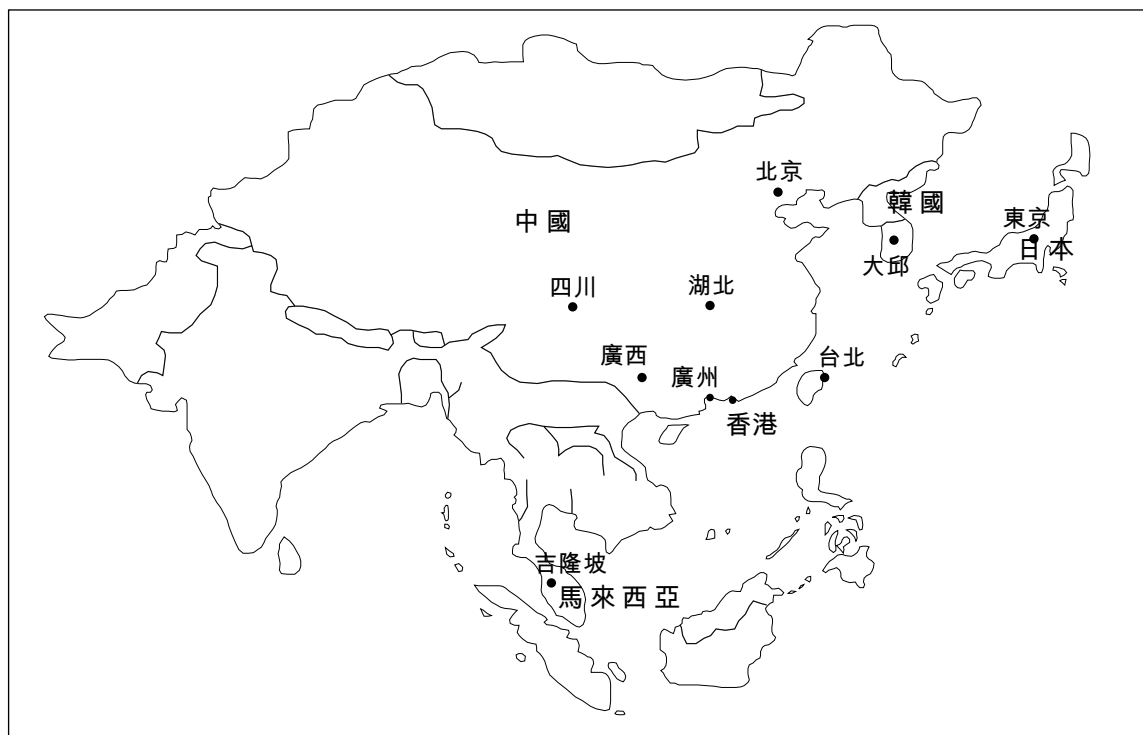 北京
韓國
中國
東京
日本
大邱
四川
湖北
廣西
廣州
台北
香港
吉隆坡
馬來西亞